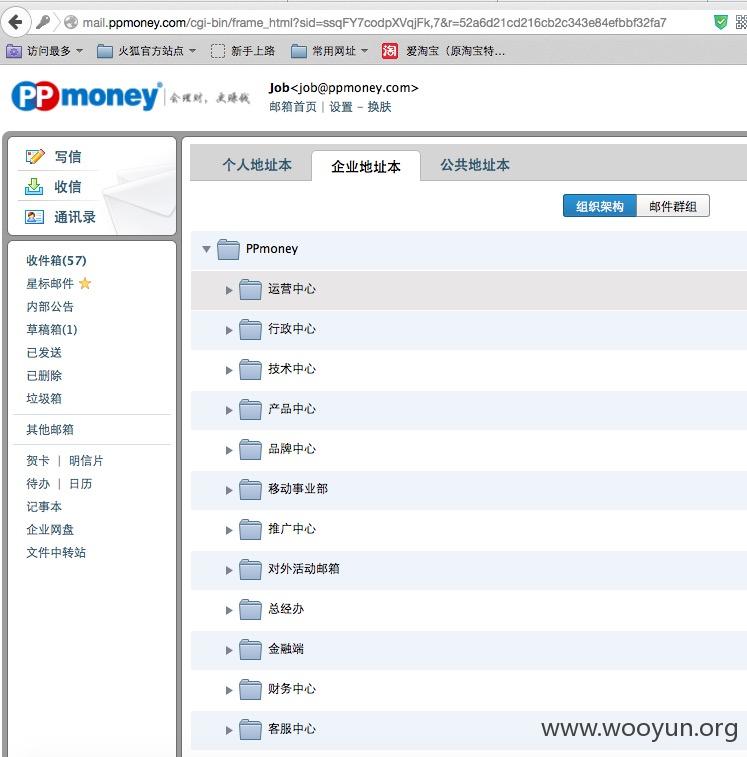 mail.ppmoney.com/cgi-bin/frame_html?sid=ssqFY7codpXVqjFk,7&r=52a6d21cd216cb2c343e84efbbf32fa7
访问最多 火狐官方站点 新手上路 常用网址 淘 爱淘宝（原淘宝特...
PPmoney 会理财，更赚钱
Job<job@ppmoney.com>
邮箱首页 | 设置 - 换肤
写信
收信
通讯录
收件箱(57)
星标邮件
内部公告
草稿箱(1)
已发送
已删除
垃圾箱
其他邮箱
贺卡 | 明信片
待办 | 日历
记事本
企业网盘
文件中转站
个人地址本 企业地址本 公共地址本
组织架构 邮件群组
PPmoney
运营中心
行政中心
技术中心
产品中心
品牌中心
移动事业部
推广中心
对外活动邮箱
总经办
金融端
财务中心
客服中心
www.wooyun.org